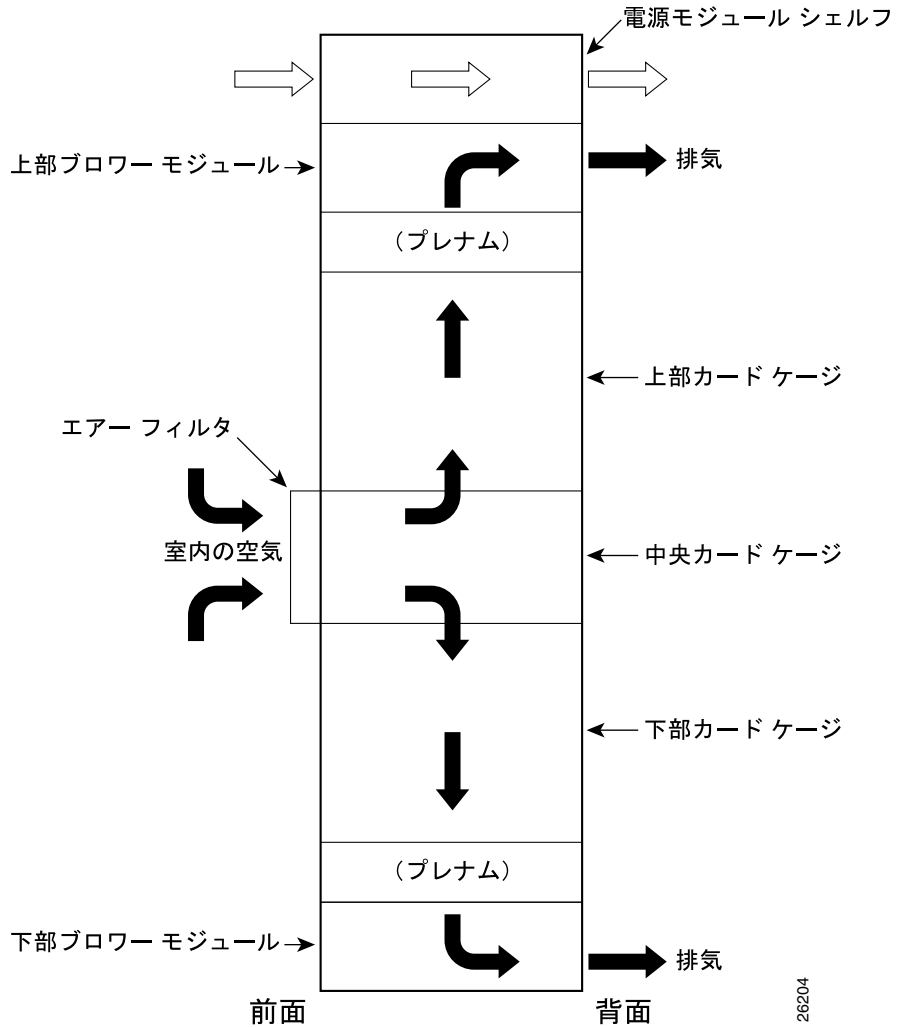 電源モジュール シェルフ
上部ブロワー モジュール
排気
(プレナム)
上部カード ケージ
エアー フィルタ
室内の空気
中央カード ケージ
下部カード ケージ
(プレナム)
下部ブロワー モジュール
排気
前面
背面
26204